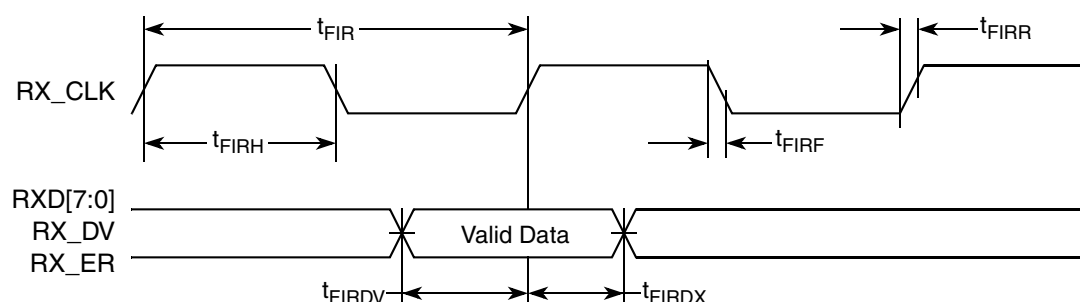 tFIR
tFIRR
RX_CLK
tFIRH
tFIRF
RXD[7:0]
RX_DV
Valid Data
RX_ER
tFIRDV
tFIRDX